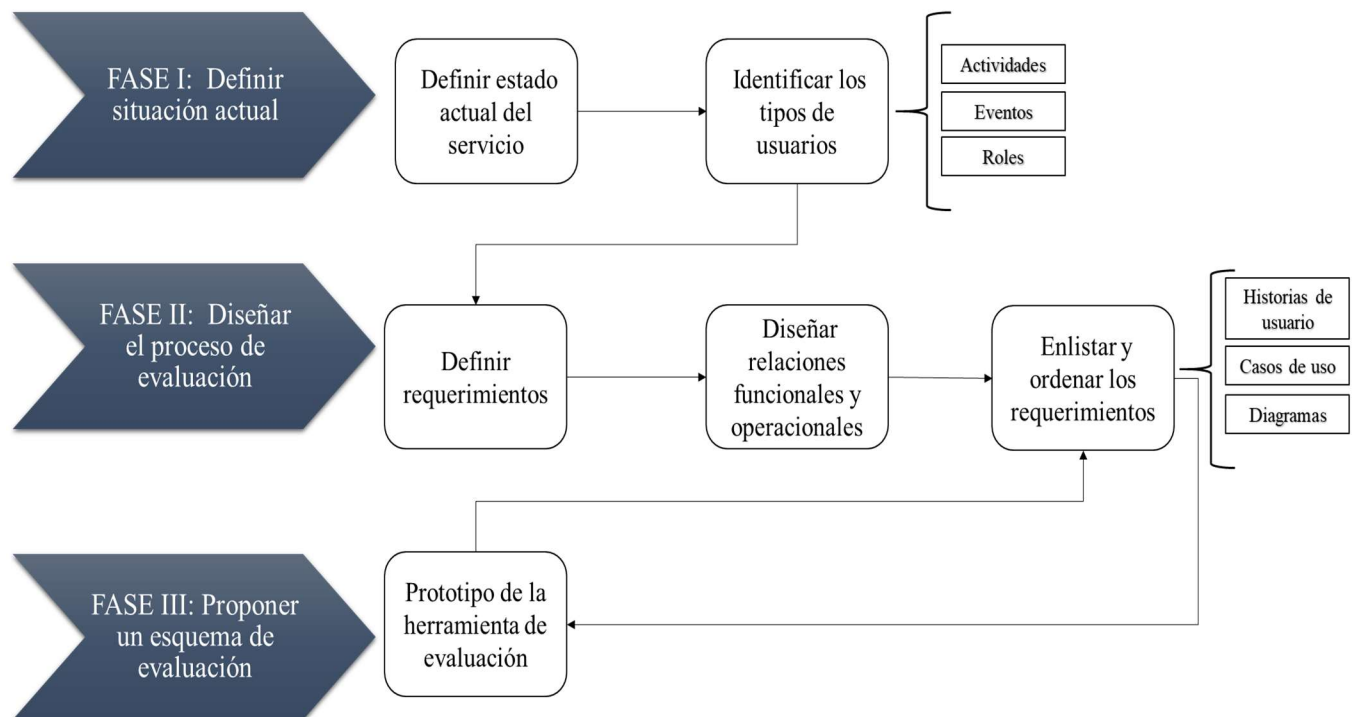 FASE I:  Definir
situación actual
Definir estado
actual del
servicio
Identificar los
tipos de
usuarios
Actividades
Eventos
Roles
FASE II:  Diseñar
el proceso de
evaluación
Definir
requerimientos
Diseñar
relaciones
funcionales y
operacionales
Enlistar y
ordenar los
requerimientos
Historias de
usuario
Casos de uso
Diagramas
FASE III: Proponer
un esquema de
evaluación
Prototipo de la
herramienta de
evaluación